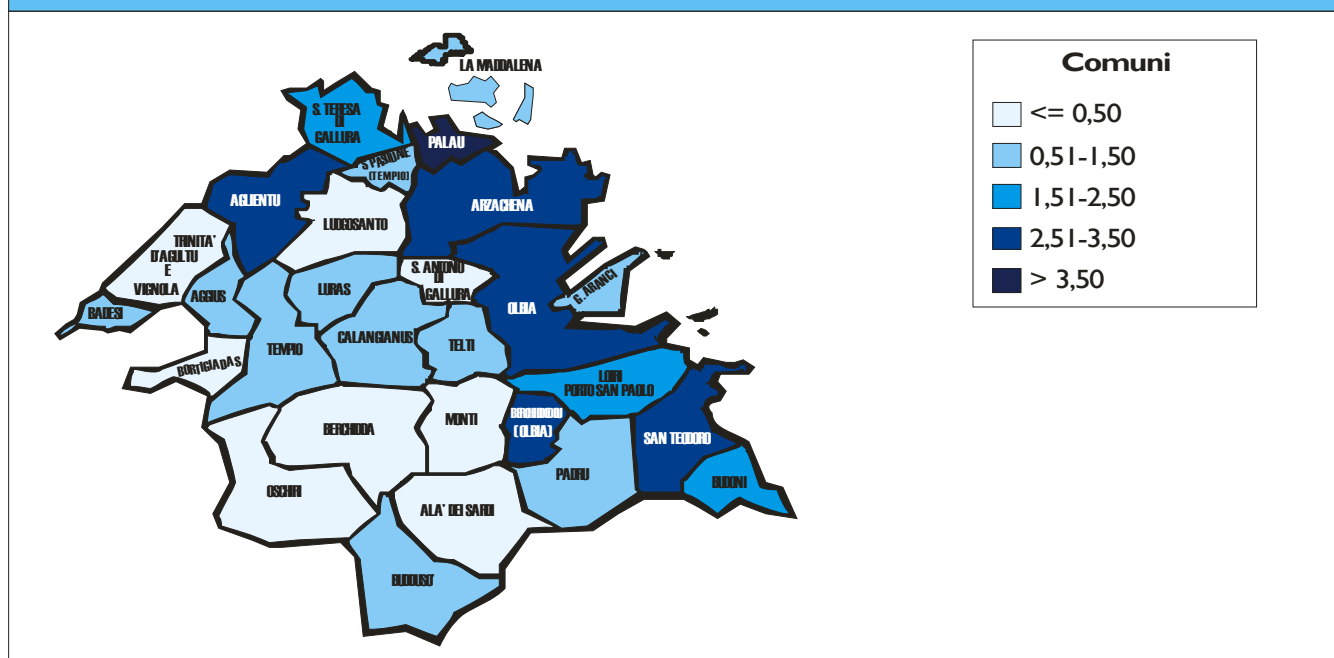 LA MADDALENA
S. TERESA
DI
GALLURA
PALAU
S PASQUALE
(TEMPIO)
AGLIENTU
ARZACHENA
LUOGOSANTO
TRINITA'
D'AGULTU
E
VIGNOLA
S. ANTONIO
DI
GALLURA
G. ARANCI
AGGIUS
LURAS
OLBIA
BADESI
CALANGIANUS
TELTI
TEMPIO
BORTIGIADAS
LOIRI
PORTO SAN PAOLO
BERCHIDDA
MONTI
BERCHIDDEDDU
(OLBIA)
SAN TEODORO
PADRU
BUDONI
OSCHIRI
ALA' DEI SARDI
BUDDUSO'
Comuni
<= 0,50
0,51-1,50
1,51-2,50
2,51-3,50
> 3,50